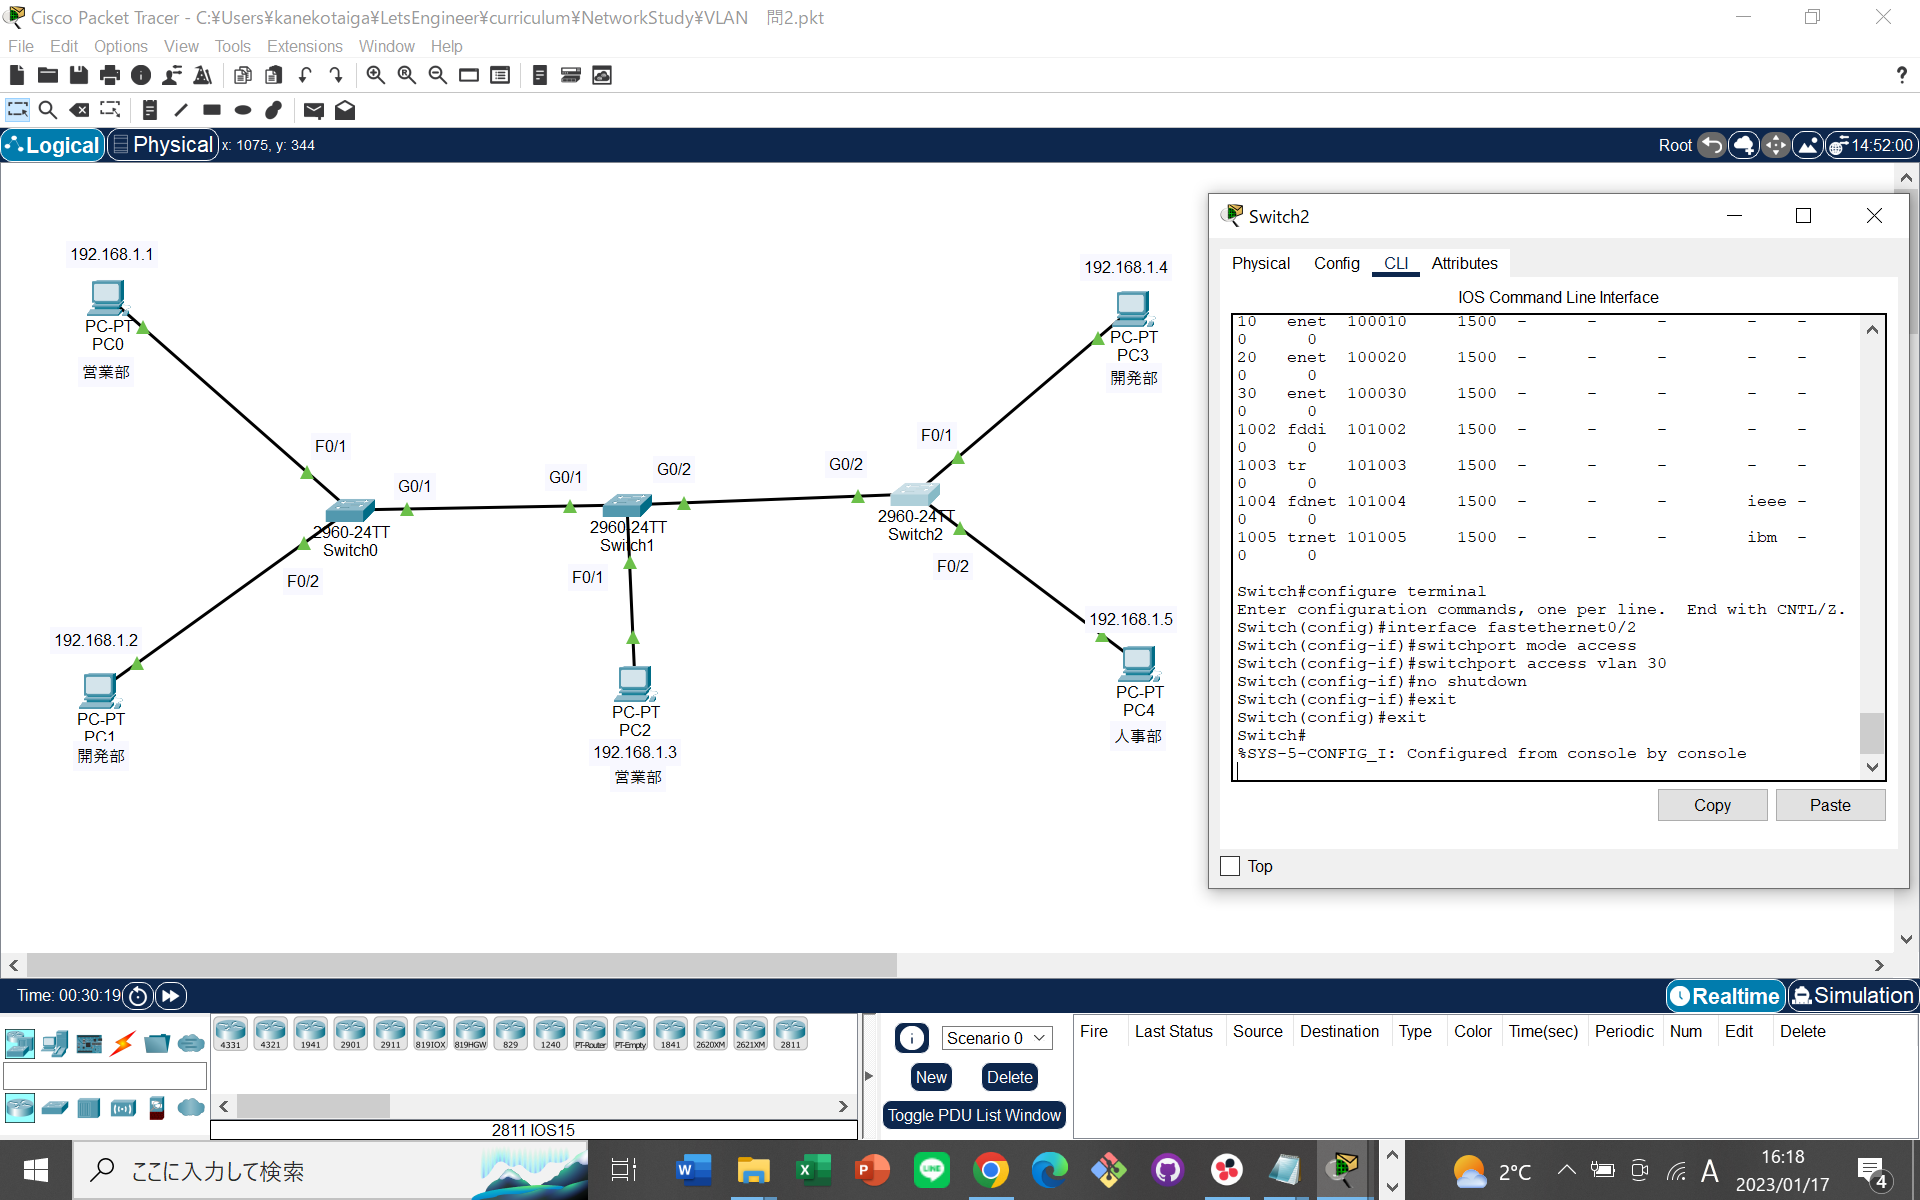 Cisco Packet Tracer - C:¥Users¥kanekotaiga¥LetsEngineer¥curriculum¥NetworkStudy¥VLAN　問2.pkt
File Edit Options View Tools Extensions Window Help
?
Logical Physical x: 1075, y: 344 Root 14:52:00
192.168.1.1
PC-PT
PC0
営業部
F0/1
G0/1
2960-24TT
Switch0
F0/2
192.168.1.2
PC-PT
PC1
開発部
G0/1
G0/2
2960-24TT
Switch1
F0/1
PC-PT
PC2
192.168.1.3
営業部
G0/2
F0/1
2960-24TT
Switch2
F0/2
192.168.1.4
PC-PT
PC3
開発部
192.168.1.5
PC-PT
PC4
人事部
Switch2
Physical Config CLI Attributes
IOS Command Line Interface
10 enet 100010 1500 - - - - -
0 0
20 enet 100020 1500 - - - - -
0 0
30 enet 100030 1500 - - - - -
0 0
1002 fddi 101002 1500 - - - - -
0 0
1003 tr 101003 1500 - - - - -
0 0
1004 fdnet 101004 1500 - - - ieee -
0 0
1005 trnet 101005 1500 - - - ibm -
0 0
Switch#configure terminal
Enter configuration commands, one per line. End with CNTL/Z.
Switch(config)#interface fastethernet0/2
Switch(config-if)#switchport mode access
Switch(config-if)#switchport access vlan 30
Switch(config-if)#no shutdown
Switch(config-if)#exit
Switch(config)#exit
Switch#
%SYS-5-CONFIG_I: Configured from console by console
Copy Paste
Top
Time: 00:30:19 Realtime Simulation
4331 4321 1941 2901 2911 819IOX 819HGW 829 1240 PT-Router PT-Empty 1841 2620XM 2621XM 2811
2811 IOS15
Scenario 0
New Delete
Toggle PDU List Window
Fire Last Status Source Destination Type Color Time(sec) Periodic Num Edit Delete
ここに入力して検索
2°C A 16:18
2023/01/17
4